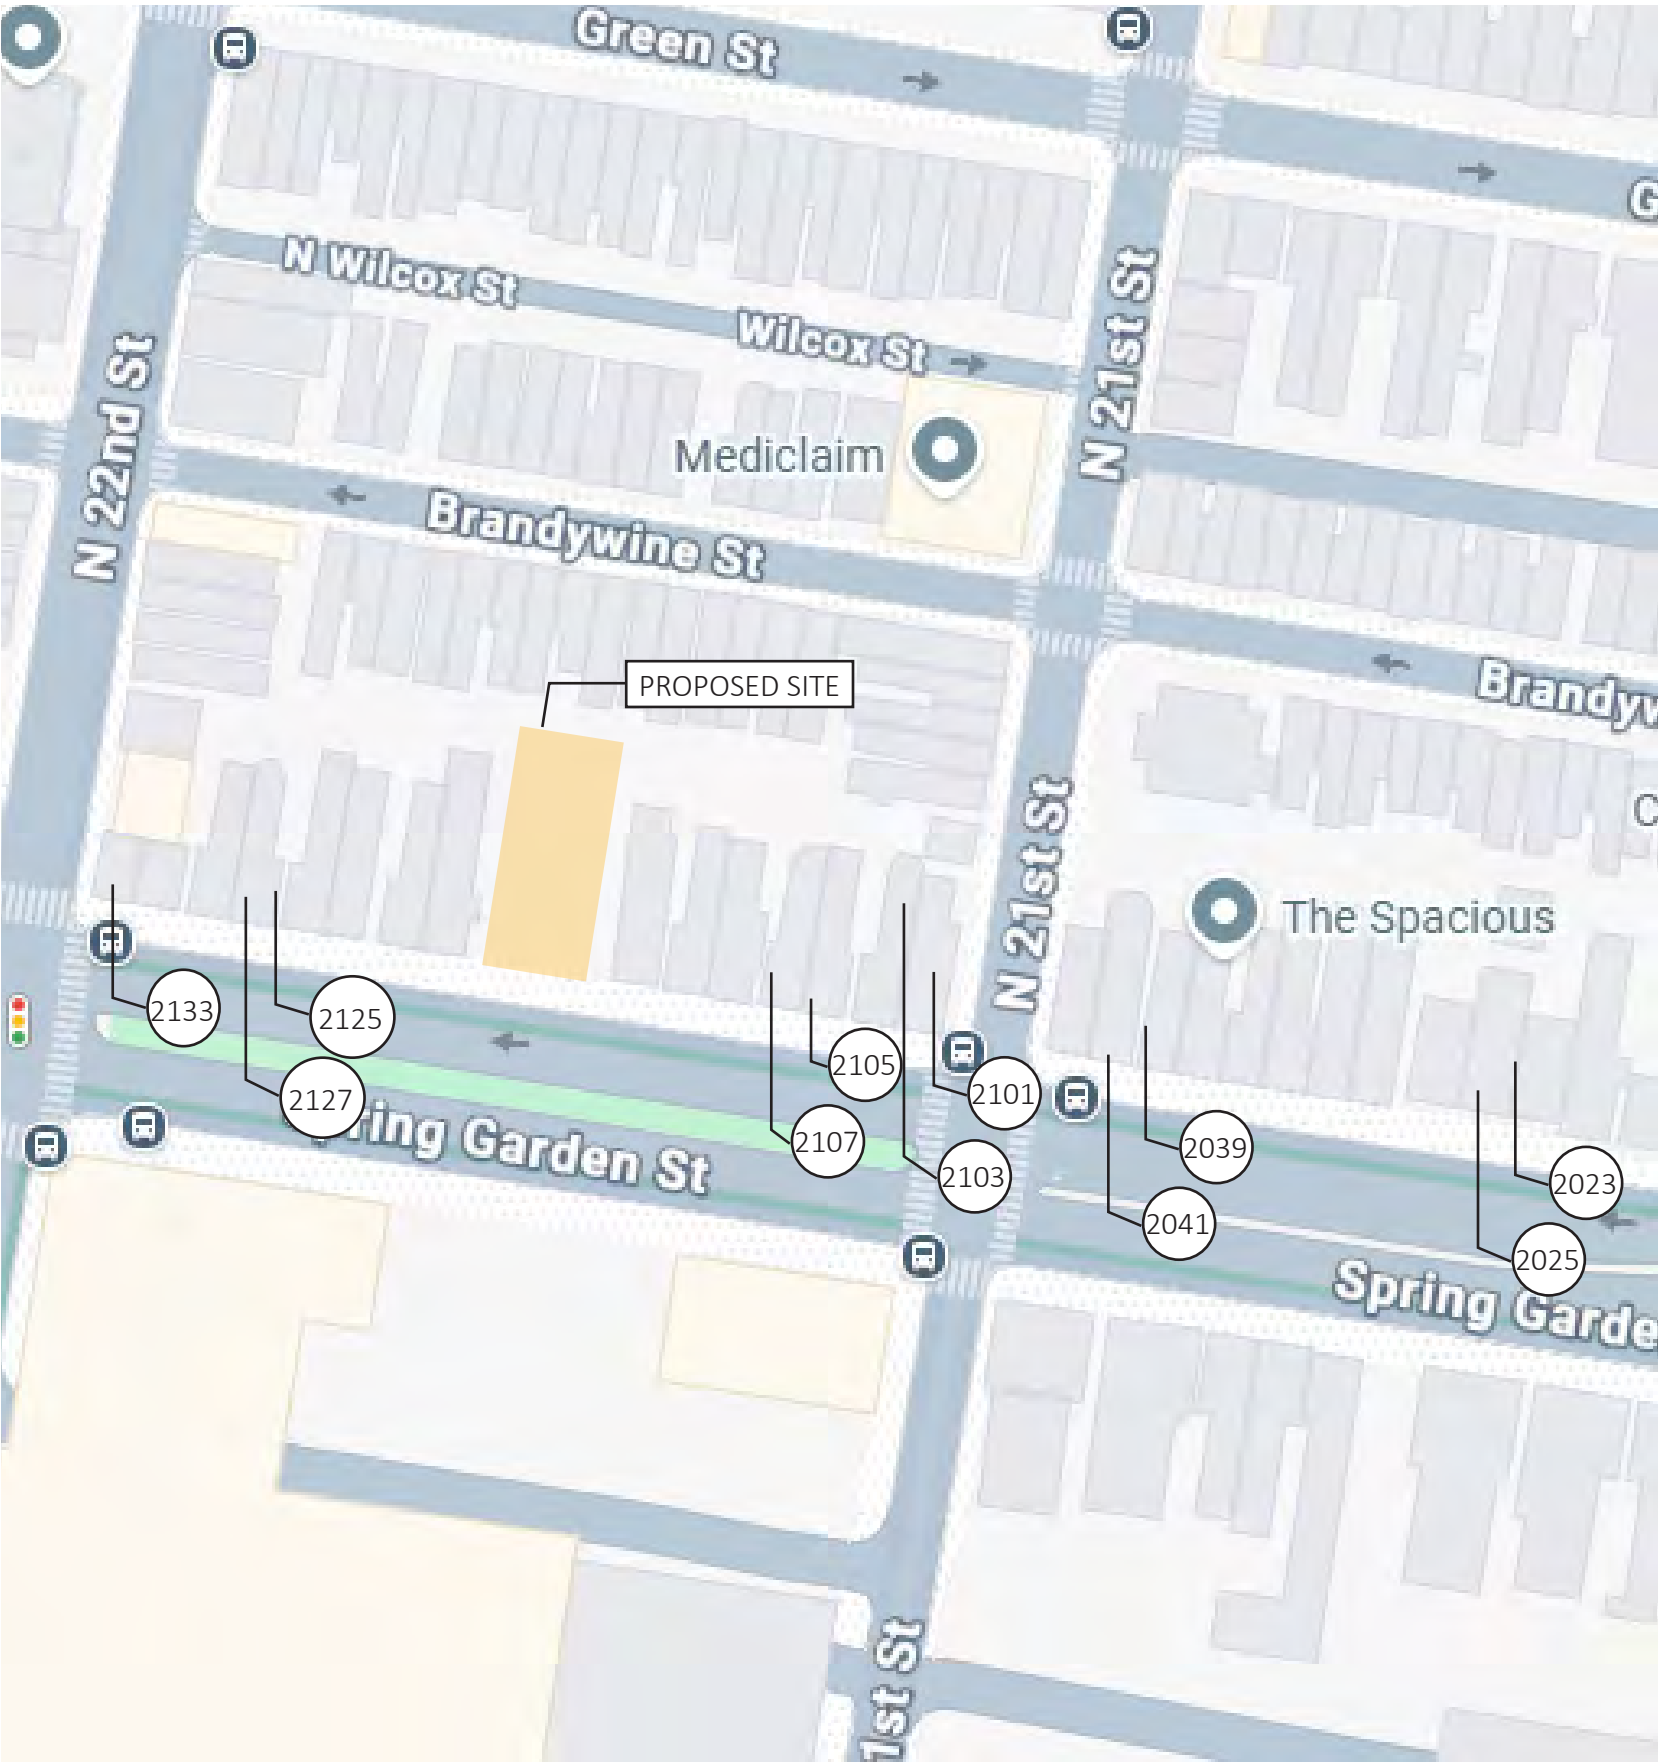 Green St
G
N Wilcox St
Wilcox St
N 21st St
N 22nd St
Mediclaim
Brandywine St
Brandyw
PROPOSED SITE
N 21st St
C
The Spacious
2133
2125
2127
2105
2101
2107
2103
2039
2041
2023
2025
ring Garden St
Spring Garde
1st St